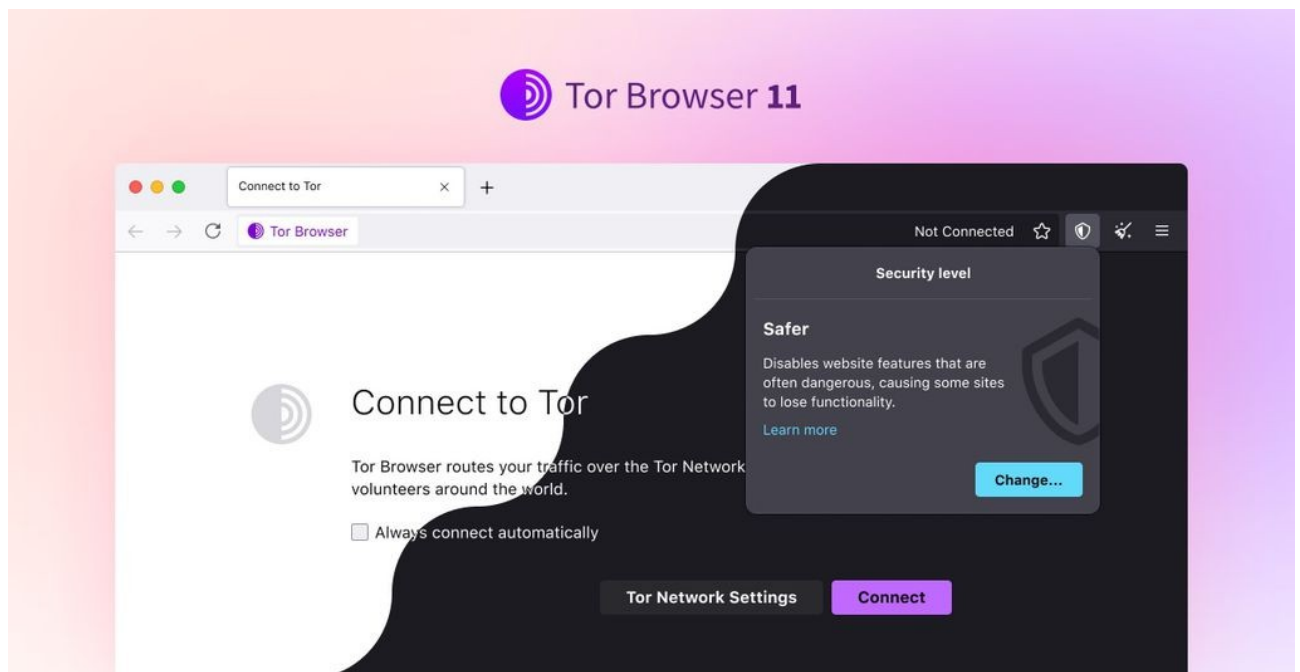 Tor Browser 11
Connect to Tor
Tor Browser
Not Connected
Security level
Safer
Disables website features that are
often dangerous, causing some sites
to lose functionality.
Learn more
Change...
Connect to Tor
Tor Browser routes your traffic over the Tor Network
volunteers around the world.
Always connect automatically
Tor Network Settings
Connect